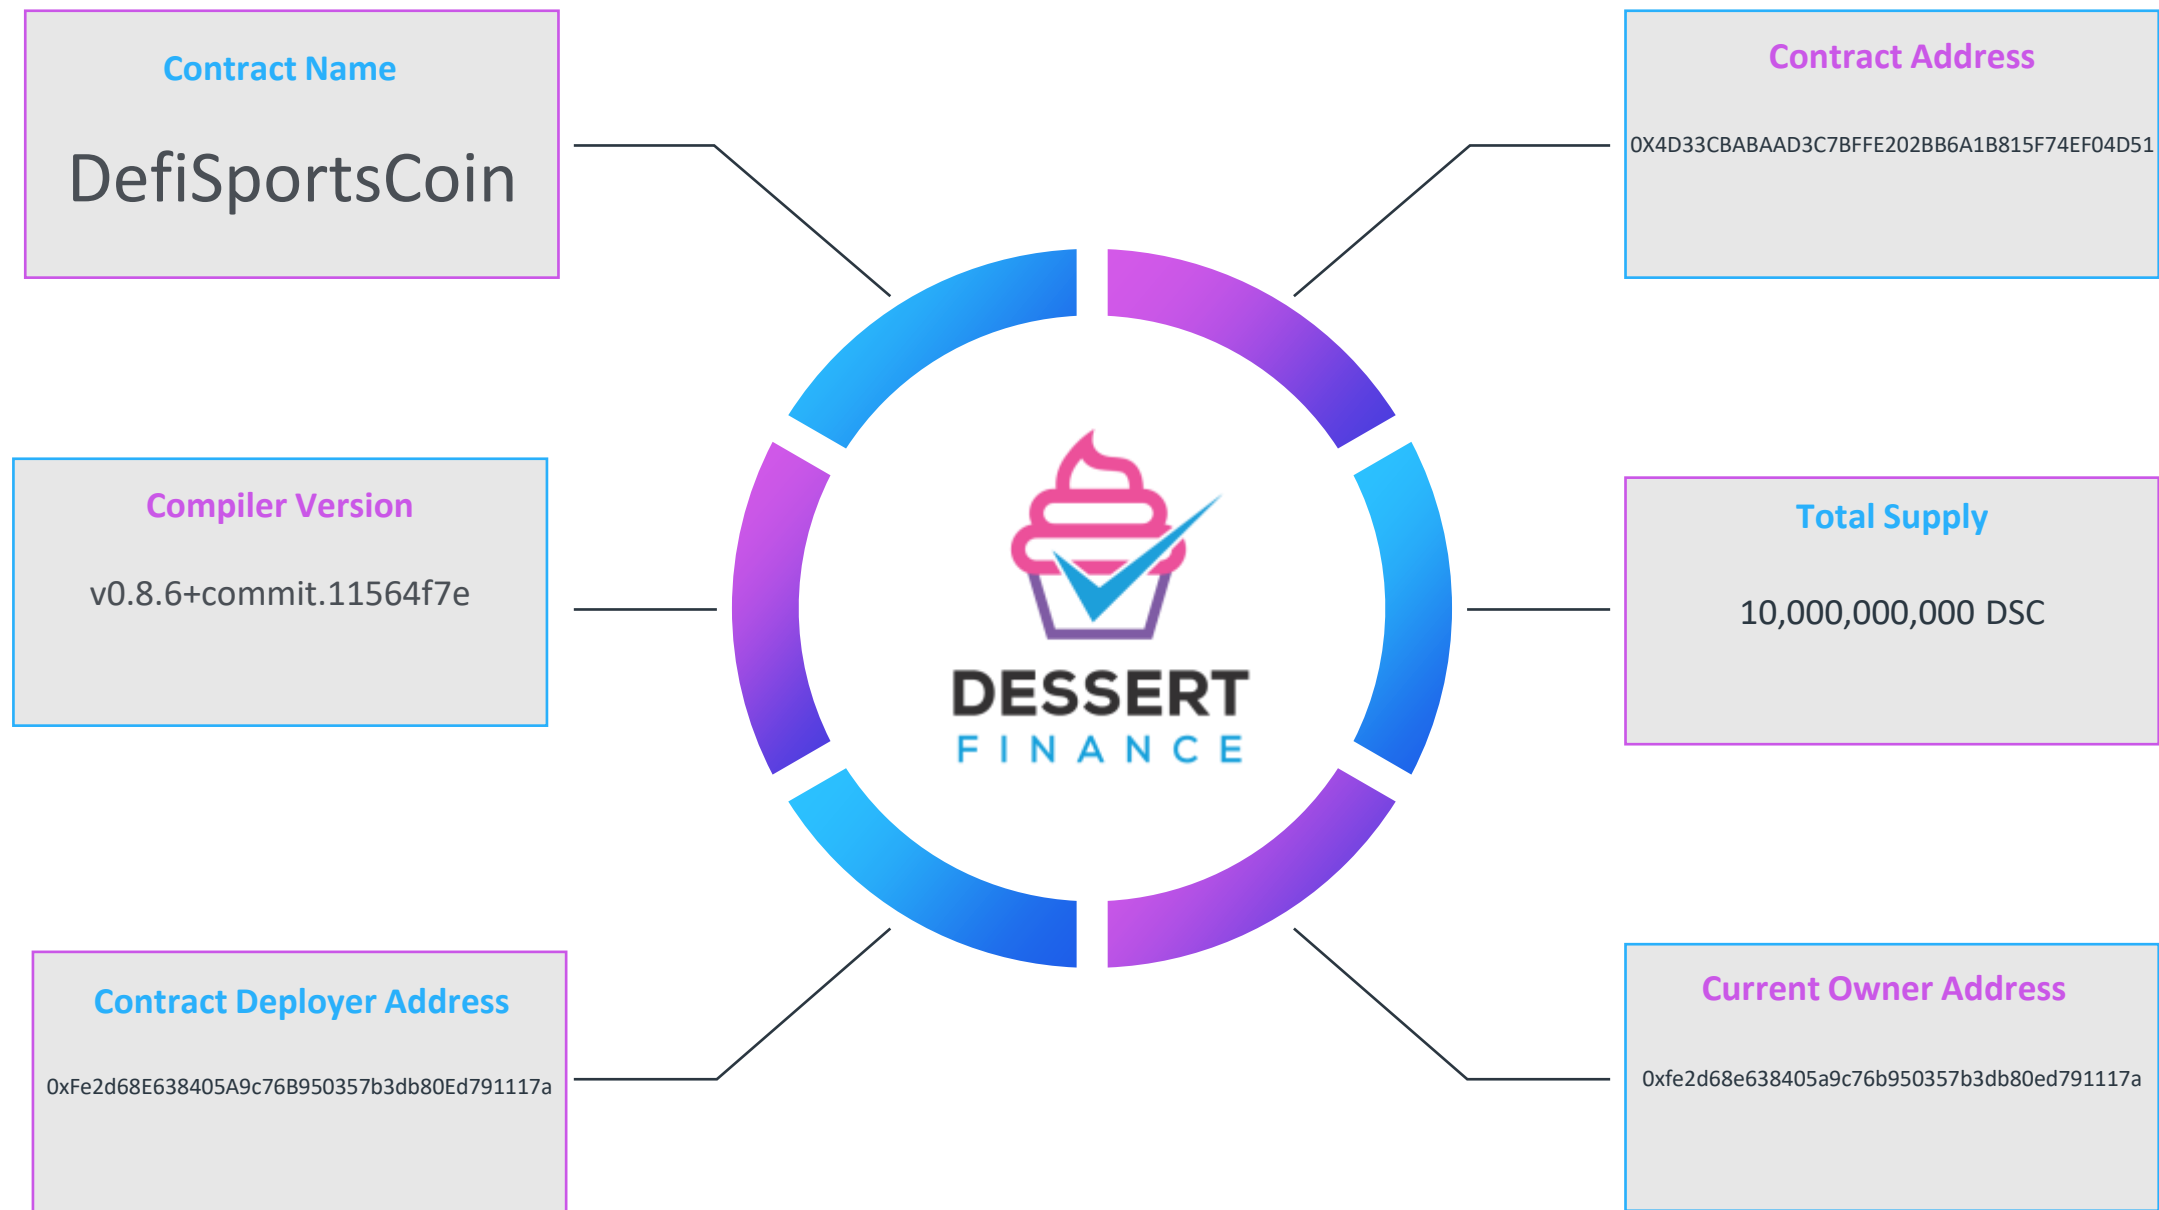 Contract Name
DefiSportsCoin
Contract Address
0X4D33CBABAAD3C7BFFE202BB6A1B815F74EF04D51
Compiler Version
v0.8.6+commit.11564f7e
Total Supply
10,000,000,000 DSC
DESSERT
FINANCE
Contract Deployer Address
0xFe2d68E638405A9c76B950357b3db80Ed791117a
Current Owner Address
0xfe2d68e638405a9c76b950357b3db80ed791117a